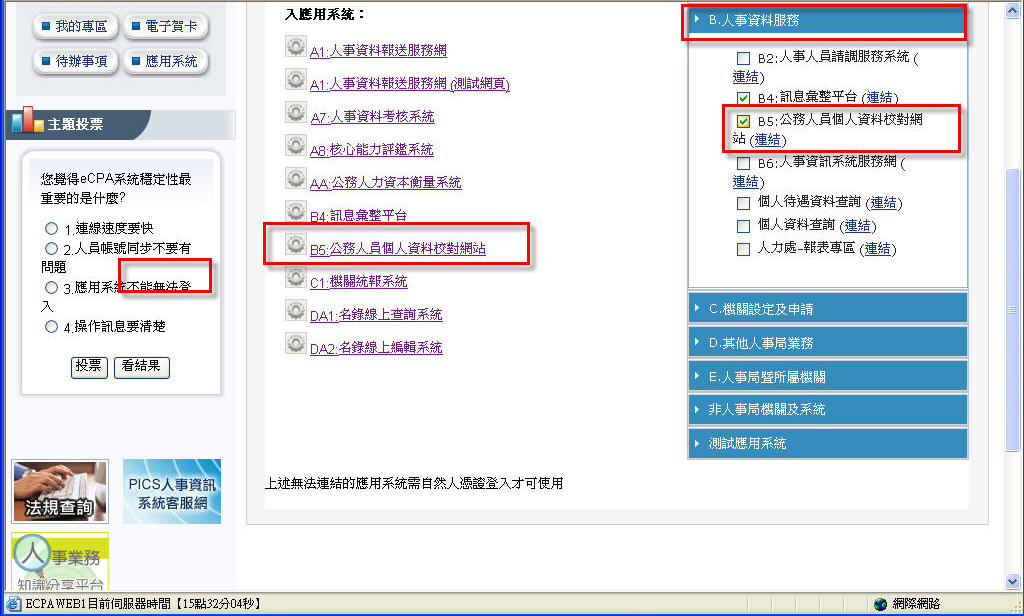 我的專區
電子賀卡
待辦事項
應用系統
主題投票
您覺得eCPA系統穩定性最
重要的是什麼?
1.連線速度要快
2.人員帳號同步不要有
問題
3.應用系統不能無法登
入
4.操作訊息要清楚
投票
看結果
法規查詢
PICS人事資訊
系統客服網
人事業務
知識分享平台
入應用系統：
A1:人事資料報送服務網
A1:人事資料報送服務網(測試網頁)
A7:人事資料考核系統
A8:核心能力評鑑系統
AA:公務人力資本衡量系統
B4:訊息彙整平台
B5:公務人員個人資料校對網站
C1:機關統報系統
DA1:名錄線上查詢系統
DA2:名錄線上編輯系統
上述無法連結的應用系統需自然人憑證登入才可使用
B.人事資料服務
B2:人事人員請調服務系統 (
連結)
B4:訊息彙整平台 (連結)
B5:公務人員個人資料校對網
站 (連結)
B6:人事資訊系統服務網 (
連結)
個人待遇資料查詢 (連結)
個人資料查詢 (連結)
人力處-報表專區 (連結)
C.機關設定及申請
D.其他人事局業務
E.人事局暨所屬機關
非人事局機關及系統
測試應用系統
ECPA WEB1目前伺服器時間【15點32分04秒】
網際網路